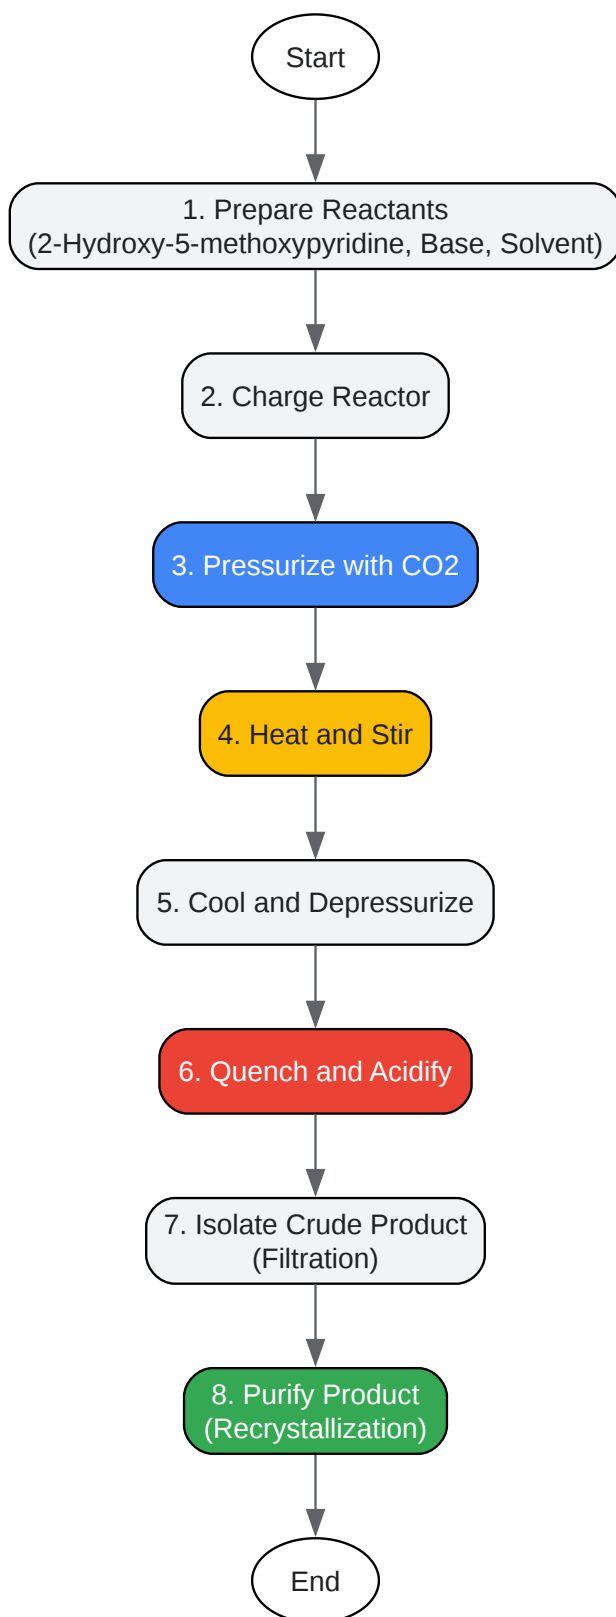 Start
1. Prepare Reactants
(2-Hydroxy-5-methoxypyridine, Base, Solvent)
2. Charge Reactor
3. Pressurize with CO2
4. Heat and Stir
5. Cool and Depressurize
6. Quench and Acidify
7. Isolate Crude Product
(Filtration)
8. Purify Product
(Recrystallization)
End